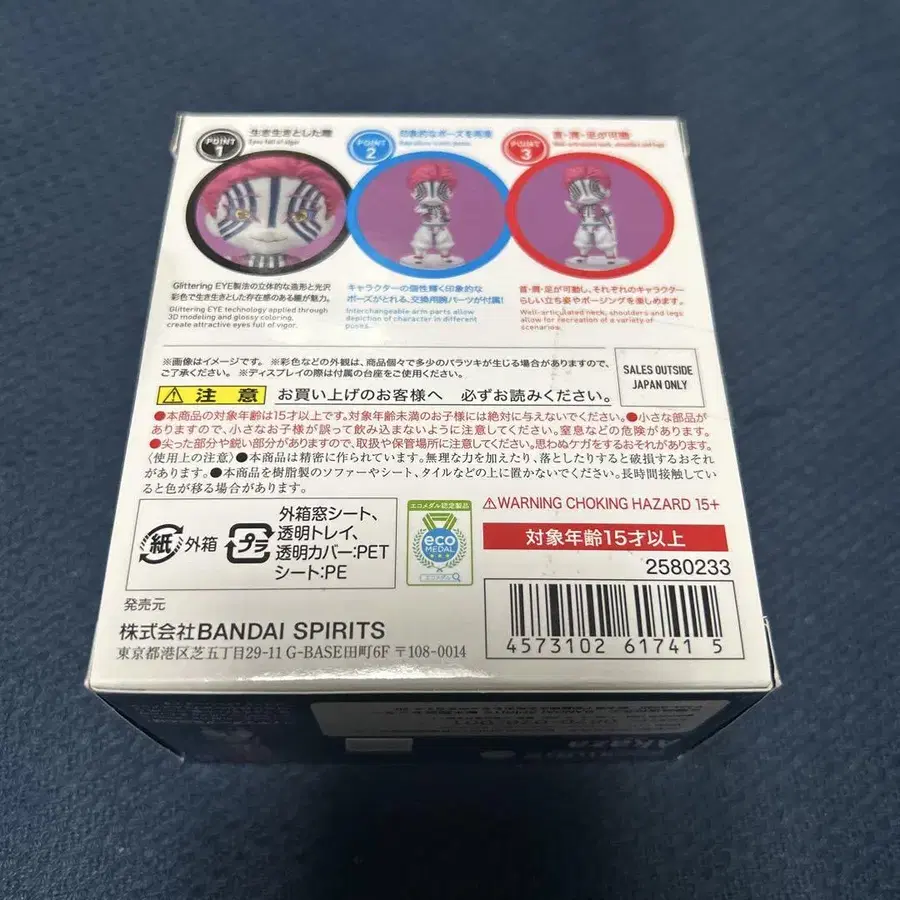 POINT 1
生き生きとした瞳
Eyes full of vigor
POINT 2
印象的なポーズを再現
POINT 3
首・肩・足が可動
Glittering EYE製法の立体的な造形と光沢
彩色で生き生きとした存在感のある瞳が魅力。
Glittering EYE technology applied through
3D modeling and glossy coloring,
create attractive eyes full of vigor.
キャラクターの個性輝く印象的な
ポーズがとれる、交換用腕パーツが付属!
Interchangeable arm parts allow
depiction of character in different
poses.
首・肩・足が可動し、それぞれのキャラクター
らしい立ち姿やポージングを楽しめます。
Wall-articulated neck, shoulders and legs
allow for recreation of a variety of
scenarios.
※画像はイメージです。 ※彩色などの外観は、商品個々で多少のバラツキが生じる場合がありますので、
ご了承ください。 ※ディスプレイの際は付属の台座をご使用ください。
SALES OUTSIDE
JAPAN ONLY
注意 お買い上げのお客様へ 必ずお読みください。
●本商品の対象年齢は15才以上です。対象年齢未満のお子様には絶対に与えないでください。●小さな部品が
ありますので、小さなお子様が誤って飲み込まないように注意してください。窒息などの危険があります。
●尖った部分や鋭い部分がありますので、取扱や保管場所に注意してください。思わぬケガをするおそれがあります。
〈使用上の注意〉●本商品は精密に作られています。無理な力を加えたり、落としたりすると破損するおそれ
があります。●本商品を樹脂製のソファーやシート、タイルなどの上に置かないでください。長時間接触してい
ると色が移る場合があります。
紙 外箱
プラ
外箱窓シート、
透明トレイ、
透明カバー:PET
シート:PE
エコメダル認定製品
eco
MEDAL
エコメダル
⚠WARNING CHOKING HAZARD 15+
対象年齢15才以上
2580233
4573102 61741 5
発売元
株式会社BANDAI SPIRITS
東京都港区芝五丁目29-11 G-BASE田町6F 〒108-0014
Akaza